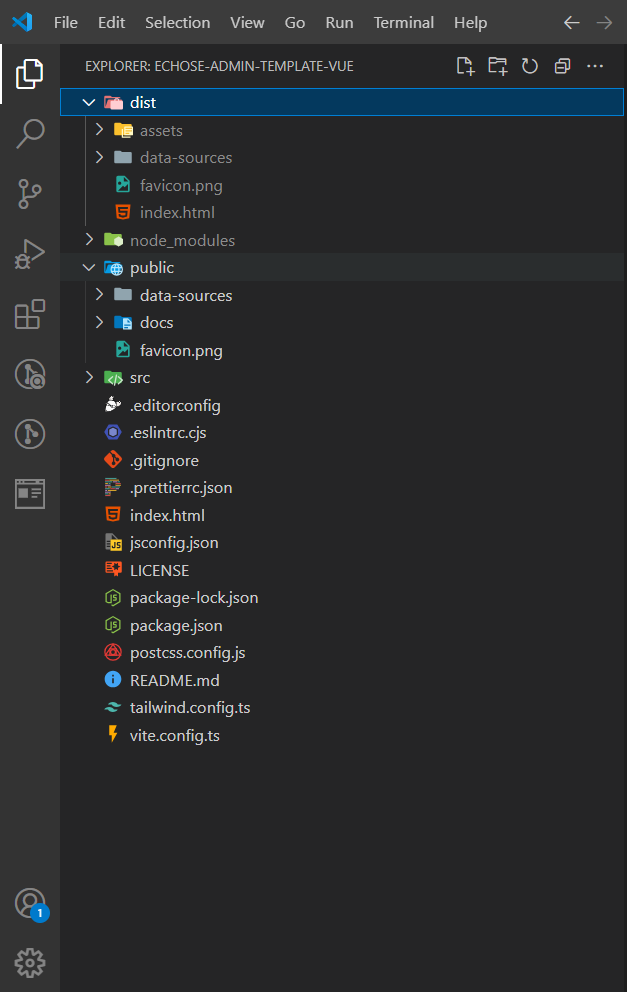 File Edit Selection View Go Run Terminal Help
EXPLORER: ECHOSE-ADMIN-TEMPLATE-VUE
dist
assets
data-sources
favicon.png
index.html
node_modules
public
data-sources
docs
favicon.png
src
.editorconfig
.eslintrc.cjs
.gitignore
.prettierrc.json
index.html
jsconfig.json
LICENSE
package-lock.json
package.json
postcss.config.js
README.md
tailwind.config.ts
vite.config.ts
1